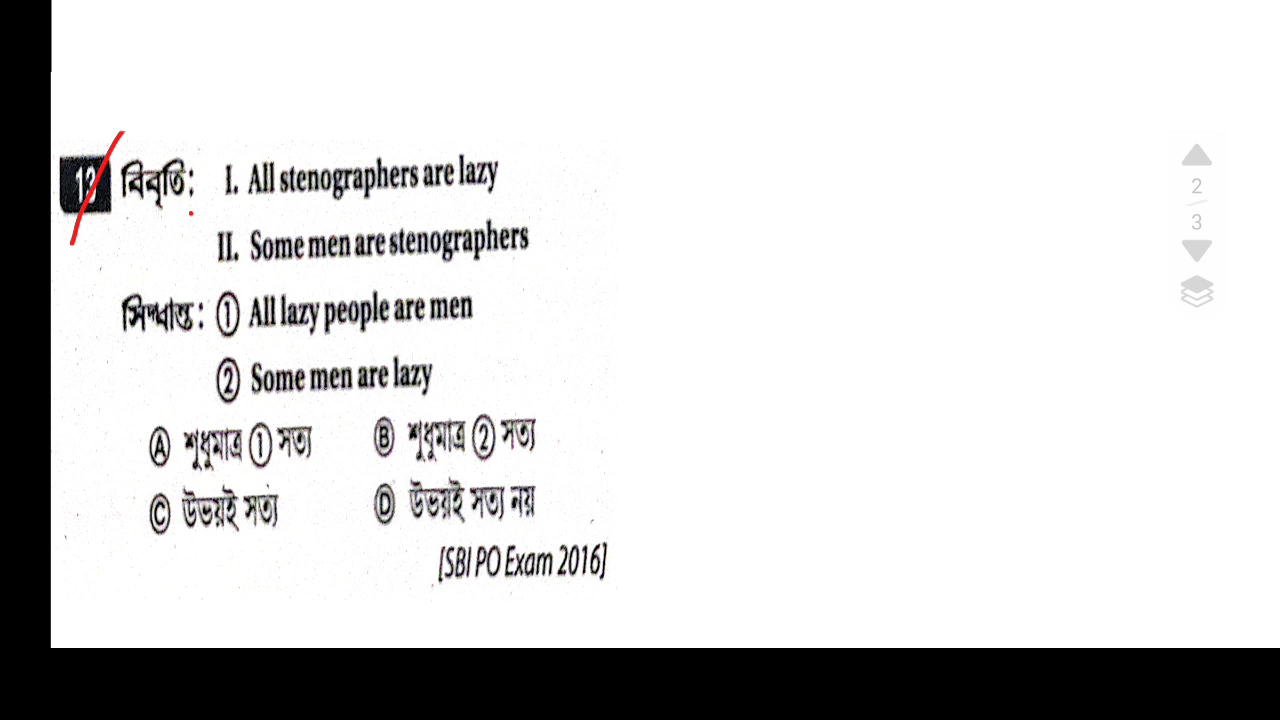 13 বিবৃতি: I. All stenographers are lazy
II. Some men are stenographers
সিদ্ধান্ত: ① All lazy people are men
② Some men are lazy
Ⓐ শুধুমাত্র ① সত্য Ⓑ শুধুমাত্র ② সত্য
Ⓒ উভয়ই সত্য Ⓓ উভয়ই সত্য নয়
[SBI PO Exam 2016]
2
3